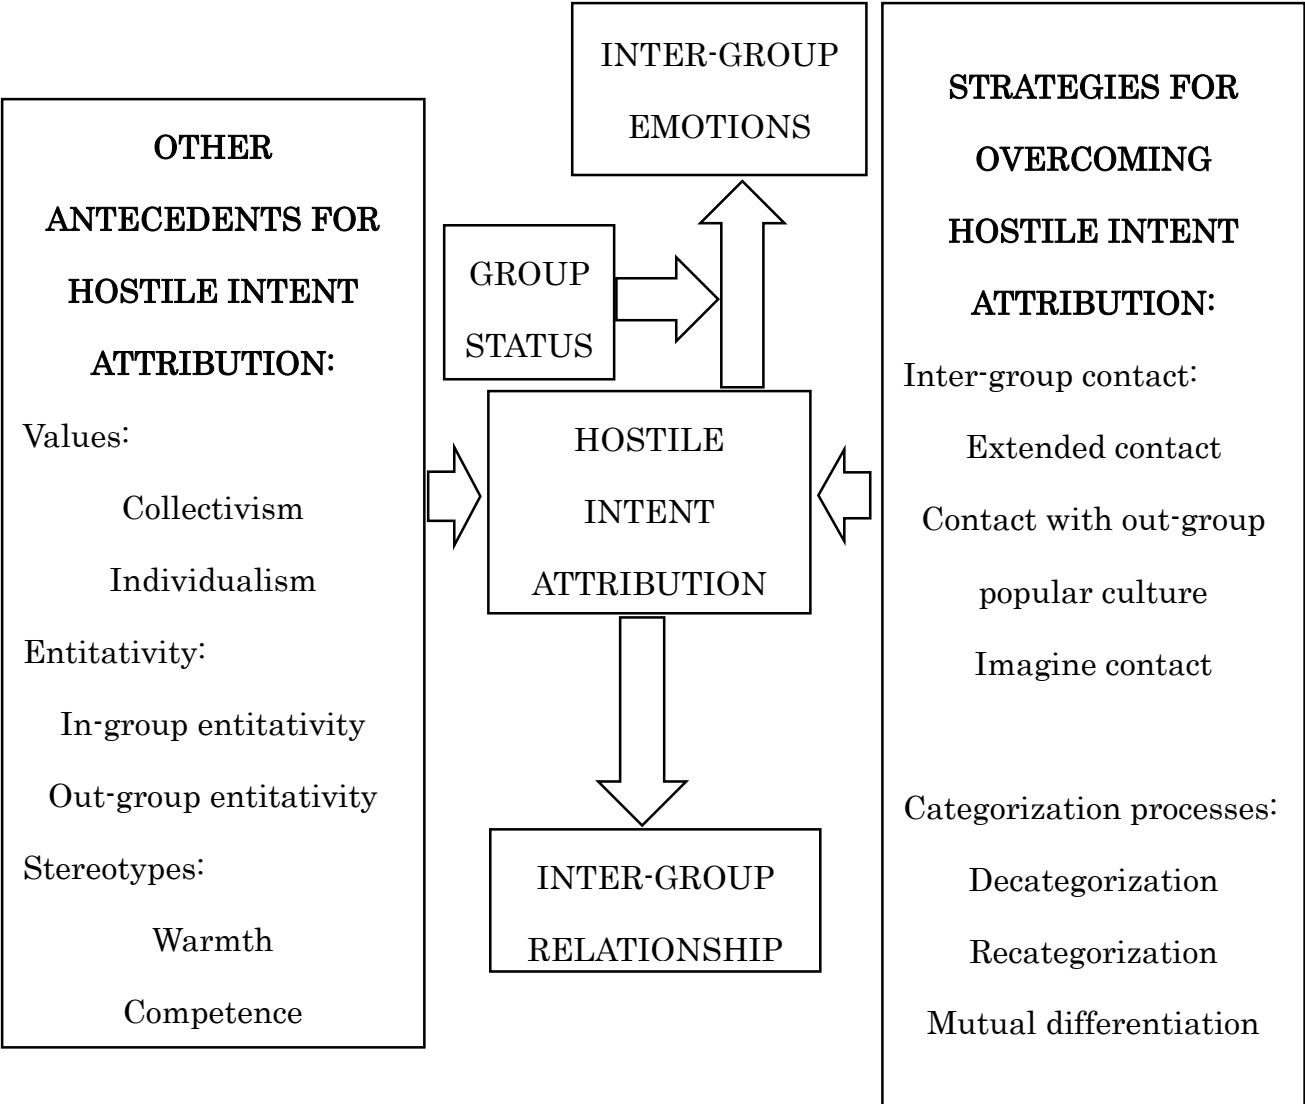 OTHER
ANTECEDENTS FOR
HOSTILE INTENT
ATTRIBUTION:
Values:
Collectivism
Individualism
Entitativity:
In-group entitativity
Out-group entitativity
Stereotypes:
Warmth
Competence
INTER-GROUP
EMOTIONS
GROUP
STATUS
HOSTILE
INTENT
ATTRIBUTION
INTER-GROUP
RELATIONSHIP
STRATEGIES FOR
OVERCOMING
HOSTILE INTENT
ATTRIBUTION:
Inter-group contact:
Extended contact
Contact with out-group
popular culture
Imagine contact
Categorization processes:
Decategorization
Recategorization
Mutual differentiation